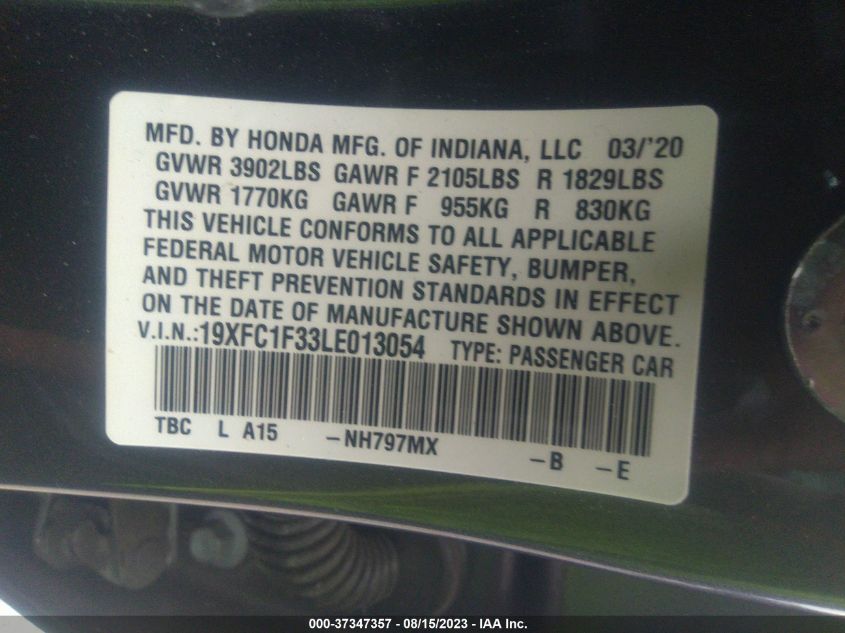 MFD. BY HONDA MFG. OF INDIANA, LLC 03/'20
GVWR 3902LBS GAWR F 2105LBS R 1829LBS
GVWR 1770KG GAWR F 955KG R 830KG
THIS VEHICLE CONFORMS TO ALL APPLICABLE
FEDERAL MOTOR VEHICLE SAFETY, BUMPER,
AND THEFT PREVENTION STANDARDS IN EFFECT
ON THE DATE OF MANUFACTURE SHOWN ABOVE.
V.I.N.:19XFC1F33LE013054 TYPE: PASSENGER CAR
TBC L A15 -NH797MX -B -E
000-37347357 - 08/15/2023 - IAA Inc.